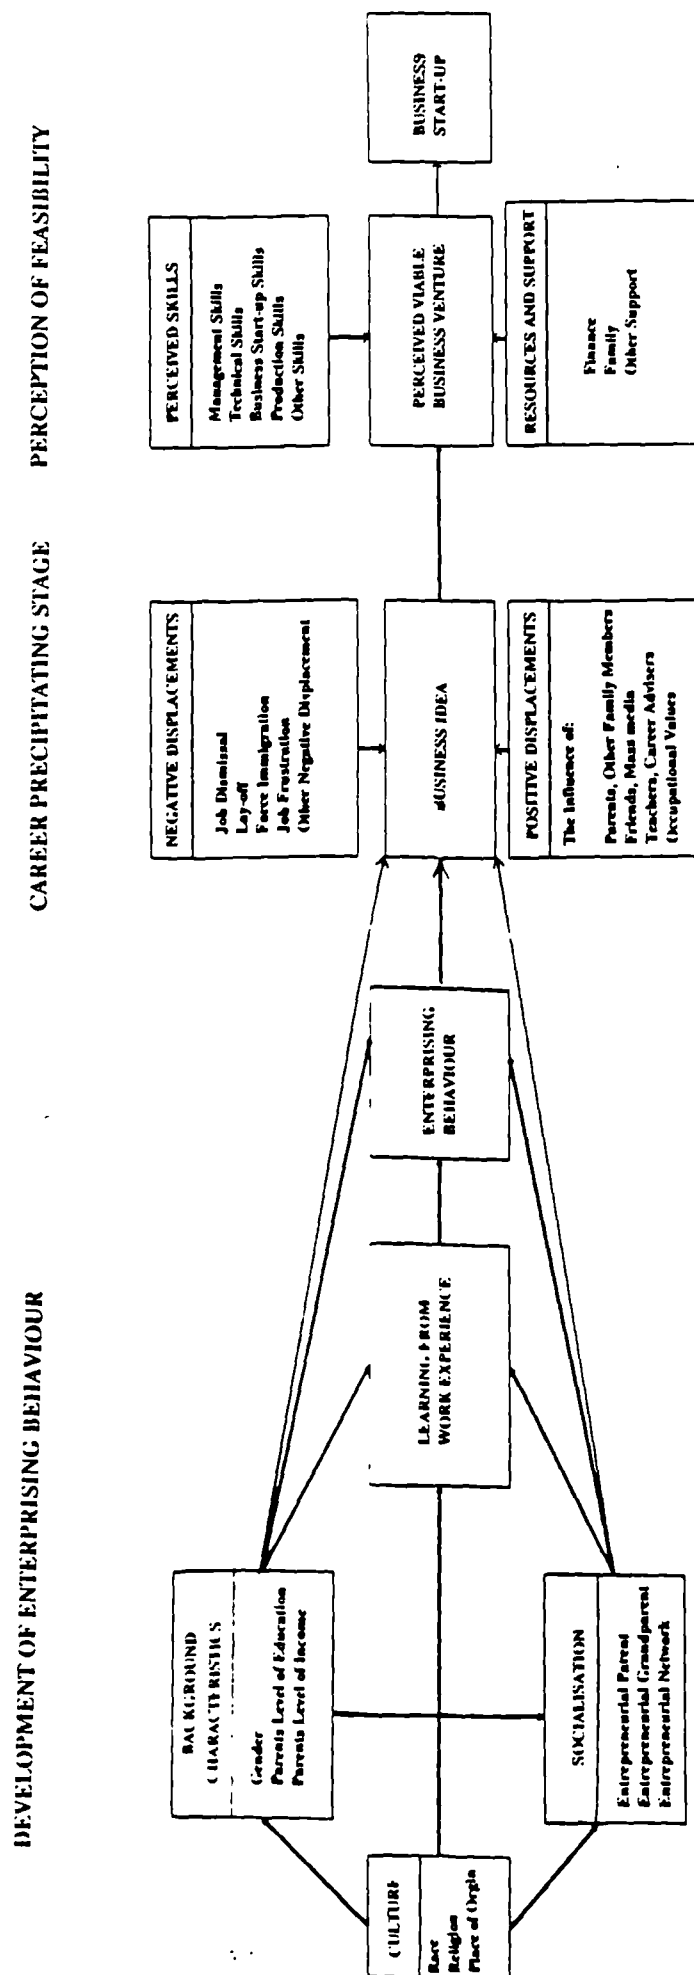 DEVELOPMENT OF ENTERPRISING BEHAVIOUR
CAREER PRECIPITATING STAGE
PERCEPTION OF FEASIBILITY
CULTURE
Race
Religion
Place of Orgin
BACKGROUND
CHARACTERISTICS
Gender
Parents Level of Education
Parents Level of Income
SOCIALISATION
Entrepreneurial Parent
Entrepreneurial Grandparent
Entrepreneurial Network
LEARNING FROM
WORK EXPERIENCE
ENTERPRISING
BEHAVIOUR
NEGATIVE DISPLACEMENTS
Job Dismissal
Lay-off
Force Immigration
Job Frustration
Other Negative Displacement
BUSINESS IDEA
POSITIVE DISPLACEMENTS
The Influence of:
Parents, Other Family Members
Friends, Mass media
Teachers, Career Advisers
Occupational Values
PERCEIVED SKILLS
Management Skills
Technical Skills
Business Start-up Skills
Production Skills
Other Skills
PERCEIVED VIABLE
BUSINESS VENTURE
RESOURCES AND SUPPORT
Finance
Family
Other Support
BUSINESS
START-UP